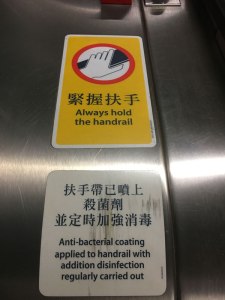 緊握扶手
Always hold
the handrail
扶手帶已噴上
殺菌劑
並定時加強消毒
Anti-bacterial coating
applied to handrail with
addition disinfection
regularly carried out